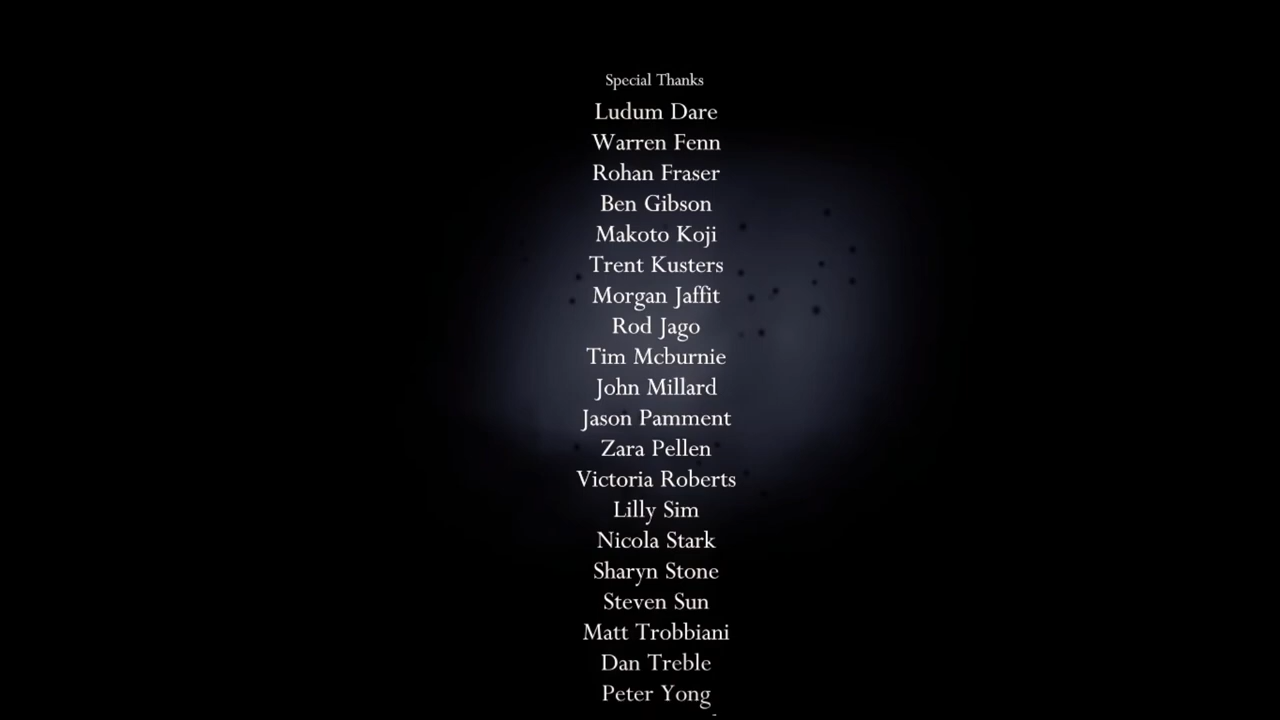 Special Thanks
Ludum Dare
Warren Fenn
Rohan Fraser
Ben Gibson
Makoto Koji
Trent Kusters
Morgan Jaffit
Rod Jago
Tim Mcburnie
John Millard
Jason Pamment
Zara Pellen
Victoria Roberts
Lilly Sim
Nicola Stark
Sharyn Stone
Steven Sun
Matt Trobbiani
Dan Treble
Peter Yong